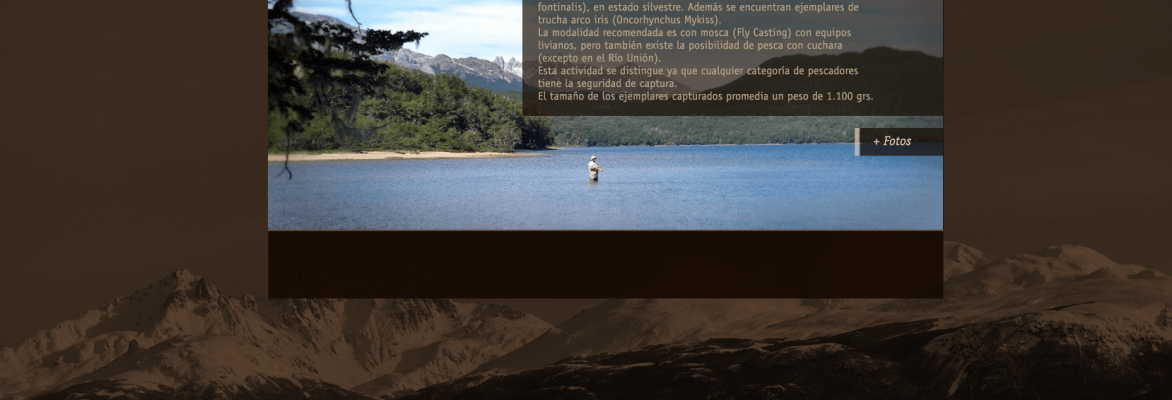 fontinalis), en estado silvestre. Además se encuentran ejemplares de
trucha arco iris (Oncorhynchus Mykiss).
La modalidad recomendada es con mosca (Fly Casting) con equipos
livianos, pero también existe la posibilidad de pesca con cuchara
(excepto en el Río Unión).
Esta actividad se distingue ya que cualquier categoría de pescadores
tiene la seguridad de captura.
El tamaño de los ejemplares capturados promedia un peso de 1.100 grs.
+ Fotos